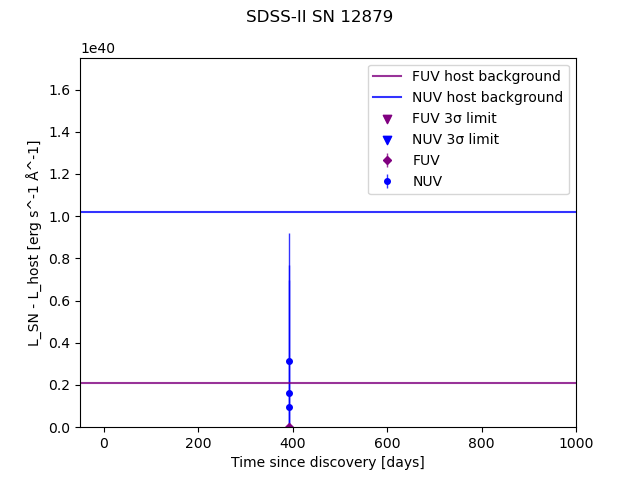 SDSS-II SN 12879
1e40
FUV host background
NUV host background
FUV 3σ limit
NUV 3σ limit
FUV
NUV
L_SN - L_host [erg s^-1 Å^-1]
1.6
1.4
1.2
1.0
0.8
0.6
0.4
0.2
0.0
0 200 400 600 800 1000
Time since discovery [days]